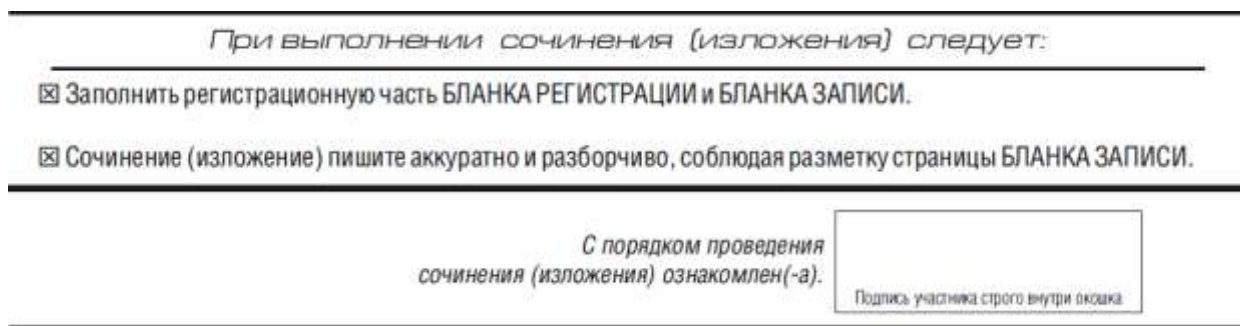 При выполнении сочинения (изложения) следует:
☒ Заполнить регистрационную часть БЛАНКА РЕГИСТРАЦИИ и БЛАНКА ЗАПИСИ.
☒ Сочинение (изложение) пишите аккуратно и разборчиво, соблюдая разметку страницы БЛАНКА ЗАПИСИ.
С порядком проведения
сочинения (изложения) ознакомлен(-а).
Подпись участника строго внутри окошка